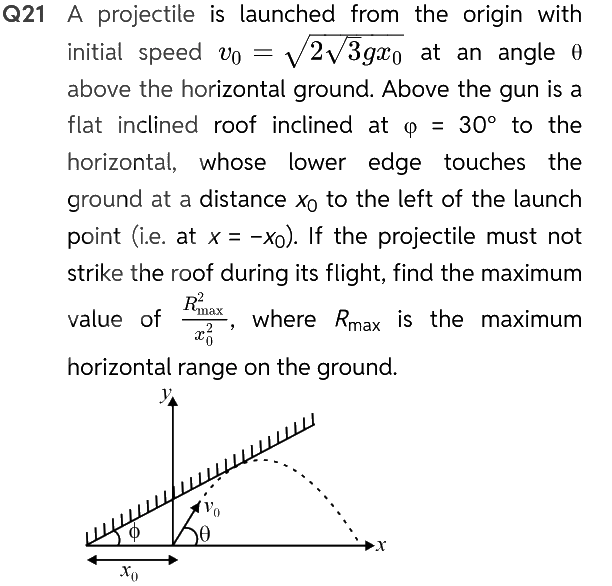 Q21 A projectile is launched from the origin with
initial speed v₀ = √(2√3gx₀) at an angle θ
above the horizontal ground. Above the gun is a
flat inclined roof inclined at φ = 30° to the
horizontal, whose lower edge touches the
ground at a distance x₀ to the left of the launch
point (i.e. at x = −x₀). If the projectile must not
strike the roof during its flight, find the maximum
value of R²max/x₀², where Rmax is the maximum
horizontal range on the ground.
y
v₀
ϕ θ
x
x₀